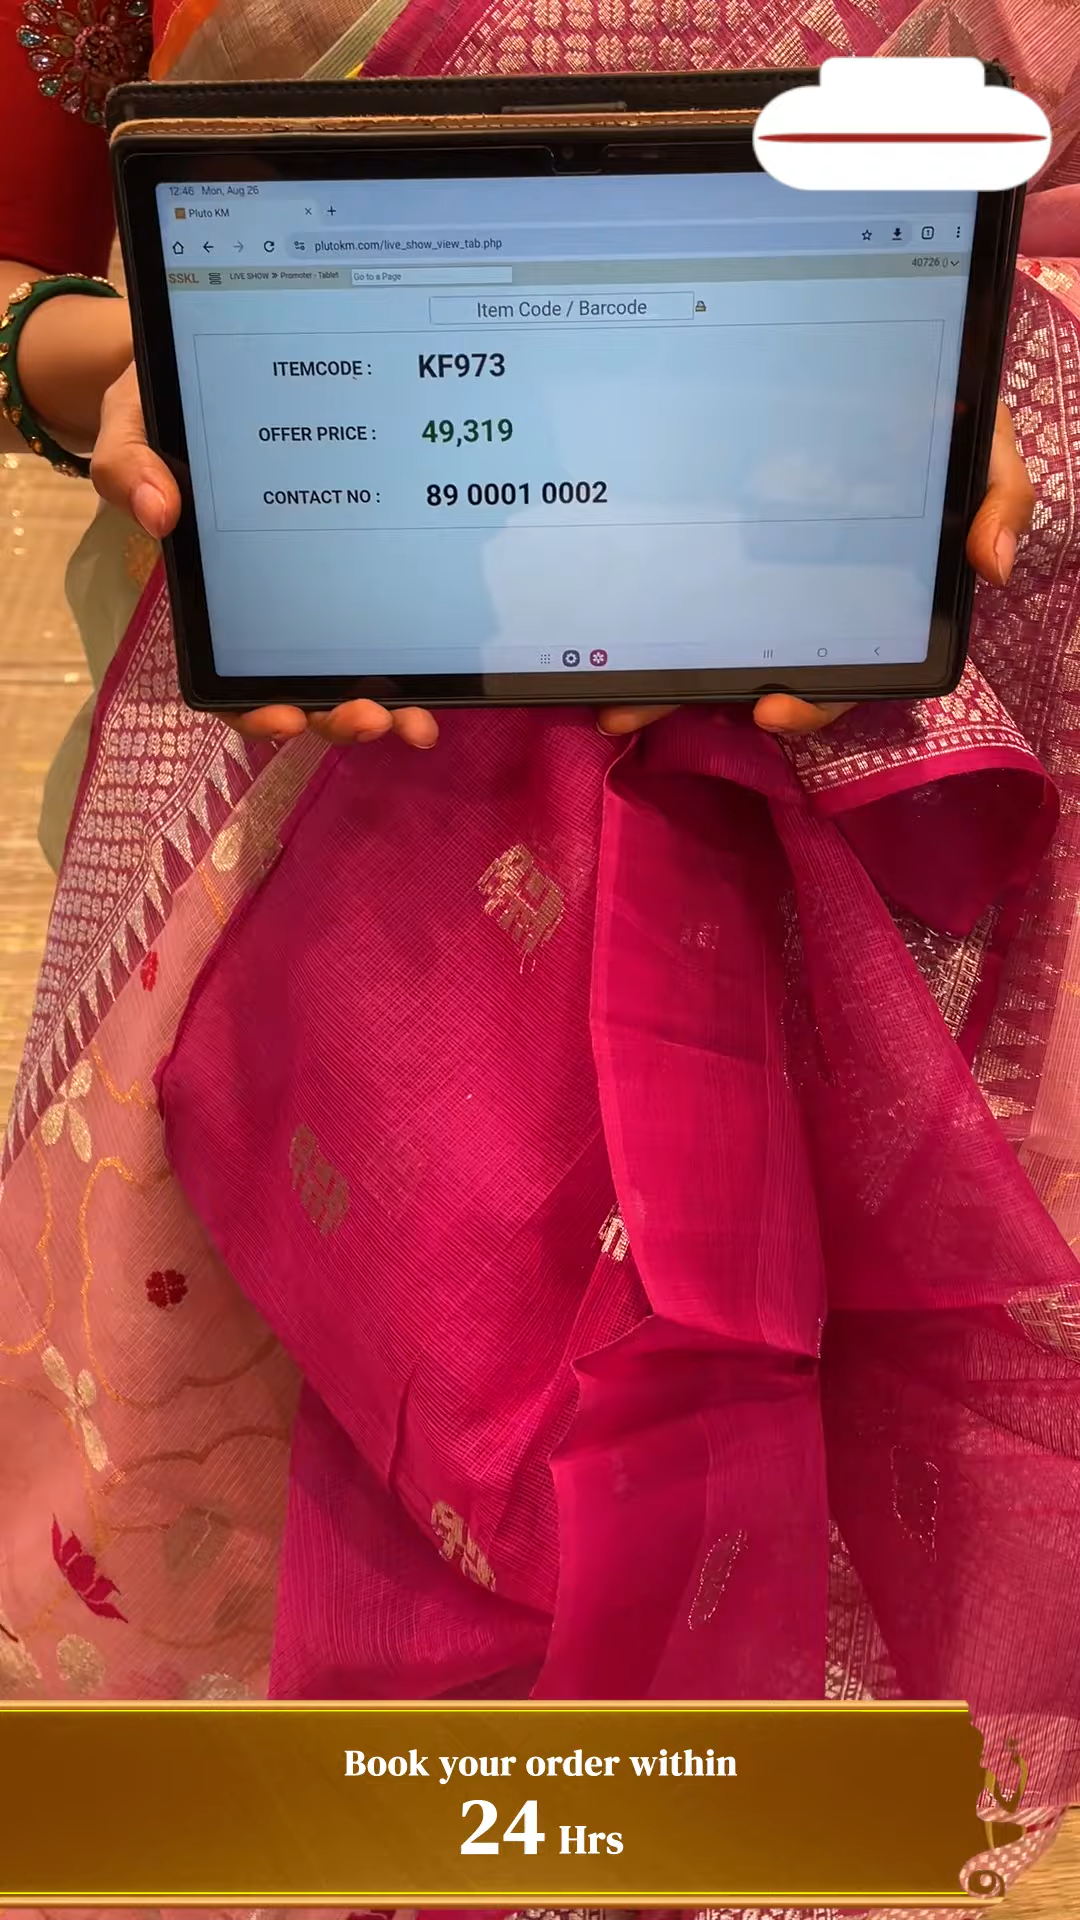 12:46 Mon, Aug 26
Pluto KM
plutokm.com/live_show_view_tab.php
40726 ()
SSKL LIVE SHOW » Promoter - Tablet Go to a Page
Item Code / Barcode
ITEMCODE : KF973
OFFER PRICE : 49,319
CONTACT NO : 89 0001 0002
Book your order within
24 Hrs